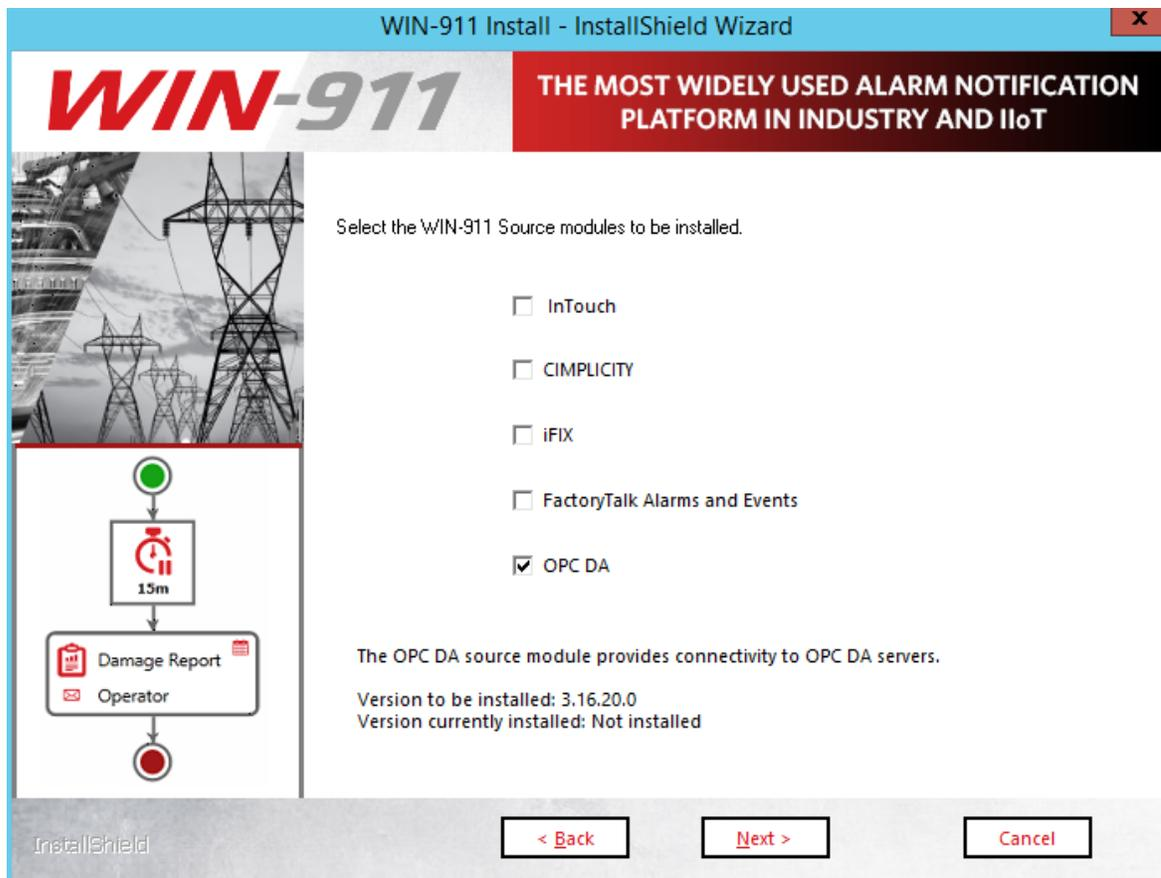 WIN-911 Install - InstallShield Wizard
x
WIN-911
THE MOST WIDELY USED ALARM NOTIFICATION
PLATFORM IN INDUSTRY AND IIoT
Select the WIN-911 Source modules to be installed.
InTouch
CIMPLICITY
iFIX
FactoryTalk Alarms and Events
OPC DA
15m
Damage Report
Operator
The OPC DA source module provides connectivity to OPC DA servers.
Version to be installed: 3.16.20.0
Version currently installed: Not installed
InstallShield
< Back
Next >
Cancel